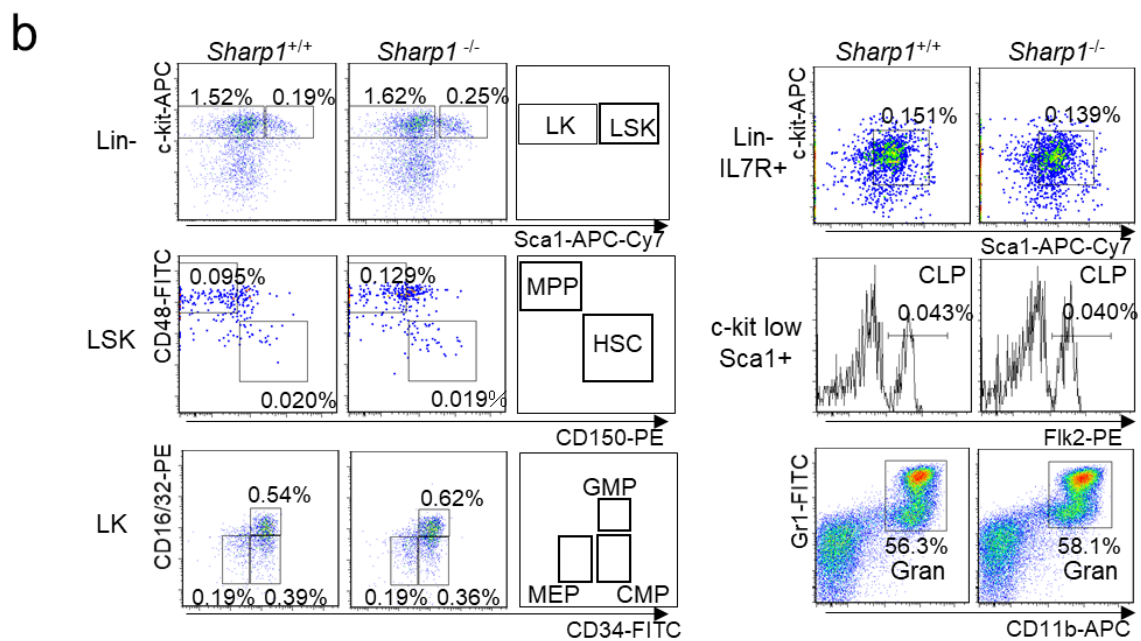 b
Sharp1+/+
Sharp1 -/-
Lin-
c-kit-APC
1.52%
0.19%
1.62%
0.25%
LK
LSK
Sca1-APC-Cy7
LSK
CD48-FITC
0.095%
0.020%
0.129%
0.019%
MPP
HSC
CD150-PE
LK
CD16/32-PE
0.54%
0.19%
0.39%
0.62%
0.19%
0.36%
GMP
MEP
CMP
CD34-FITC
Sharp1+/+
Sharp1-/-
Lin-
IL7R+
c-kit-APC
0.151%
0.139%
Sca1-APC-Cy7
c-kit low
Sca1+
CLP
0.043%
CLP
0.040%
Flk2-PE
Gr1-FITC
56.3%
Gran
58.1%
Gran
CD11b-APC